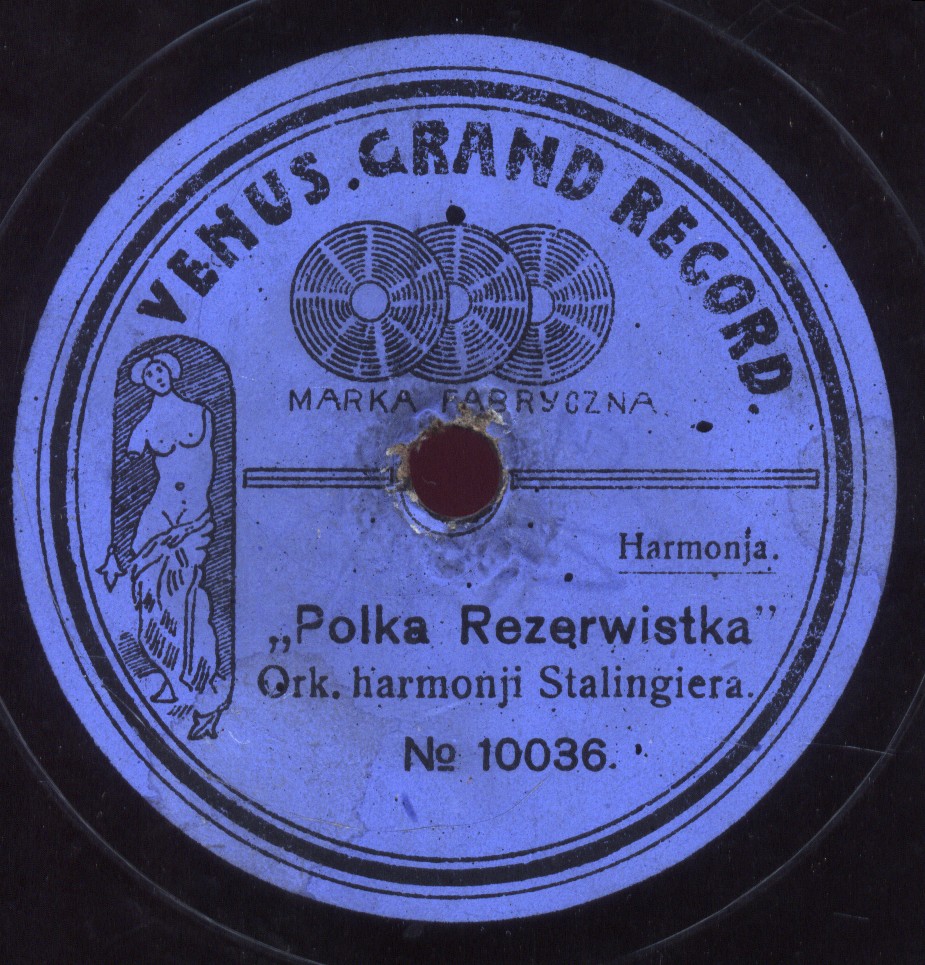 VENUS GRAND RECORD.
MARKA FABRYCZNA.
Harmonja.
„Polka Rezerwistka”
Ork. harmonji Stalingiera.
№ 10036.